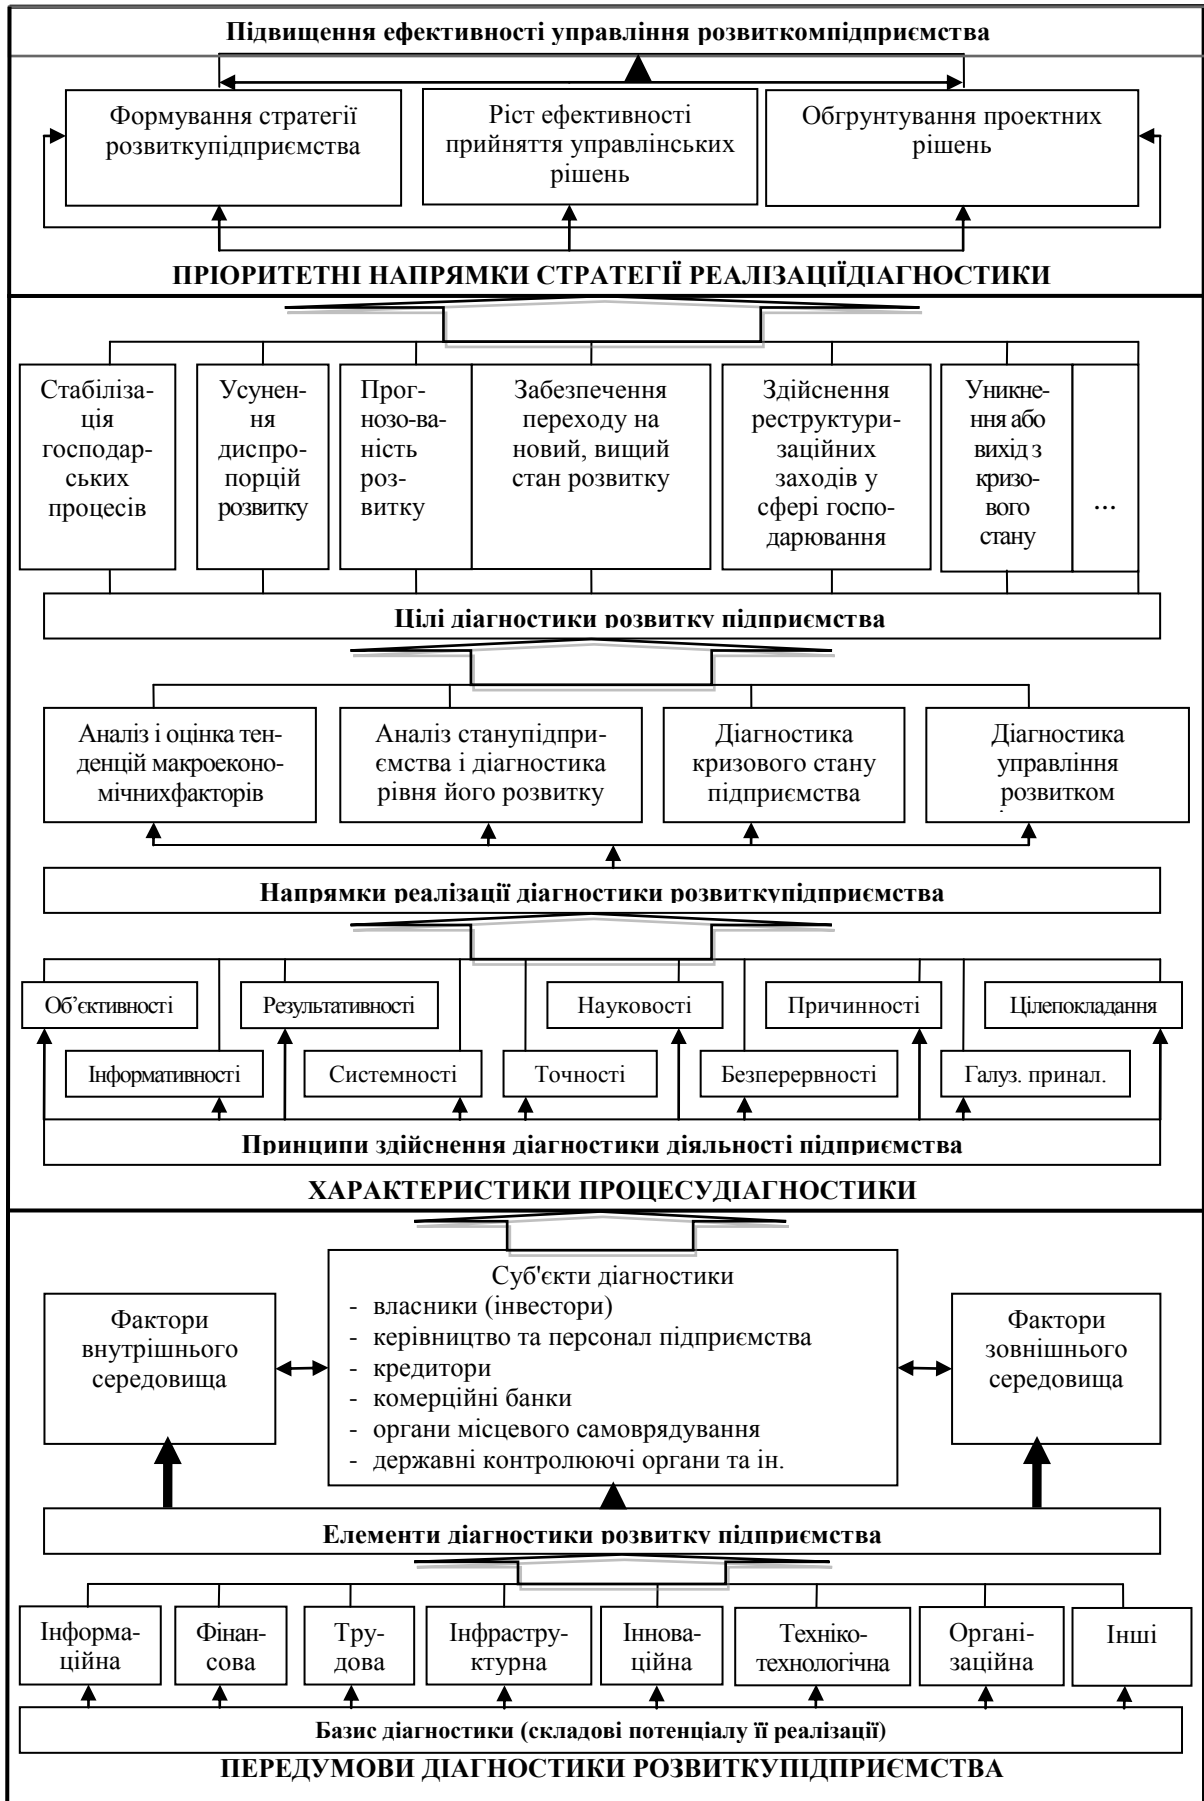 Підвищення ефективності управління розвиткомпідприємства
Формування стратегії
розвиткупідприємства
Ріст ефективності
прийняття управлінських
рішень
Обгрунтування проектних
рішень
ПРІОРИТЕТНІ НАПРЯМКИ СТРАТЕГІЇ РЕАЛІЗАЦІЇДІАГНОСТИКИ
Стабіліза-
ція
господар-
ських
процесів
Усунен-
ня
диспро-
порцій
розвитку
Прог-
нозо-ва-
ність
роз-
витку
Забезпечення
переходу на
новий, вищий
стан розвитку
Здійснення
реструктури-
заційних
заходів у
сфері госпо-
дарювання
Уникне-
ння або
вихід з
кризо-
вого
стану
...
Цілі діагностики розвитку підприємства
Аналіз і оцінка тен-
денцій макроеконо-
мічнихфакторів
Аналіз станупідпри-
ємства і діагностика
рівня його розвитку
Діагностика
кризового стану
підприємства
Діагностика
управління
розвитком
Напрямки реалізації діагностики розвиткупідприємства
Об’єктивності
Результативності
Науковості
Причинності
Цілепокладання
Інформативності
Системності
Точності
Безперервності
Галуз. принал.
Принципи здійснення діагностики діяльності підприємства
ХАРАКТЕРИСТИКИ ПРОЦЕСУДІАГНОСТИКИ
Фактори
внутрішнього
середовища
Суб'єкти діагностики
- власники (інвестори)
- керівництво та персонал підприємства
- кредитори
- комерційні банки
- органи місцевого самоврядування
- державні контролюючі органи та ін.
Фактори
зовнішнього
середовища
Елементи діагностики розвитку підприємства
Інформа-
ційна
Фінан-
сова
Тру-
дова
Інфрастру-
ктурна
Іннова-
ційна
Техніко-
технологічна
Органі-
заційна
Інші
Базис діагностики (складові потенціалу її реалізації)
ПЕРЕДУМОВИ ДІАГНОСТИКИ РОЗВИТКУПІДПРИЄМСТВА